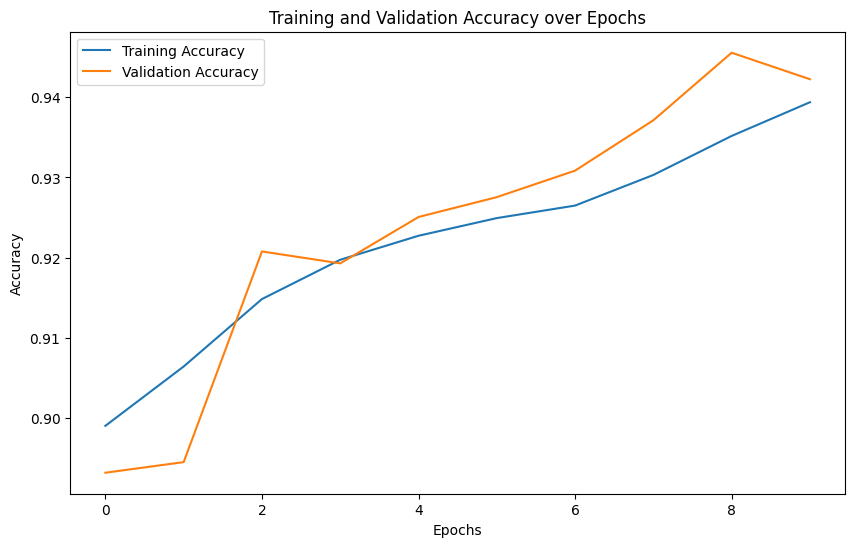 Training and Validation Accuracy over Epochs
Training Accuracy
Validation Accuracy
0.94
0.93
0.92
0.91
0.90
Accuracy
0
2
4
6
8
Epochs